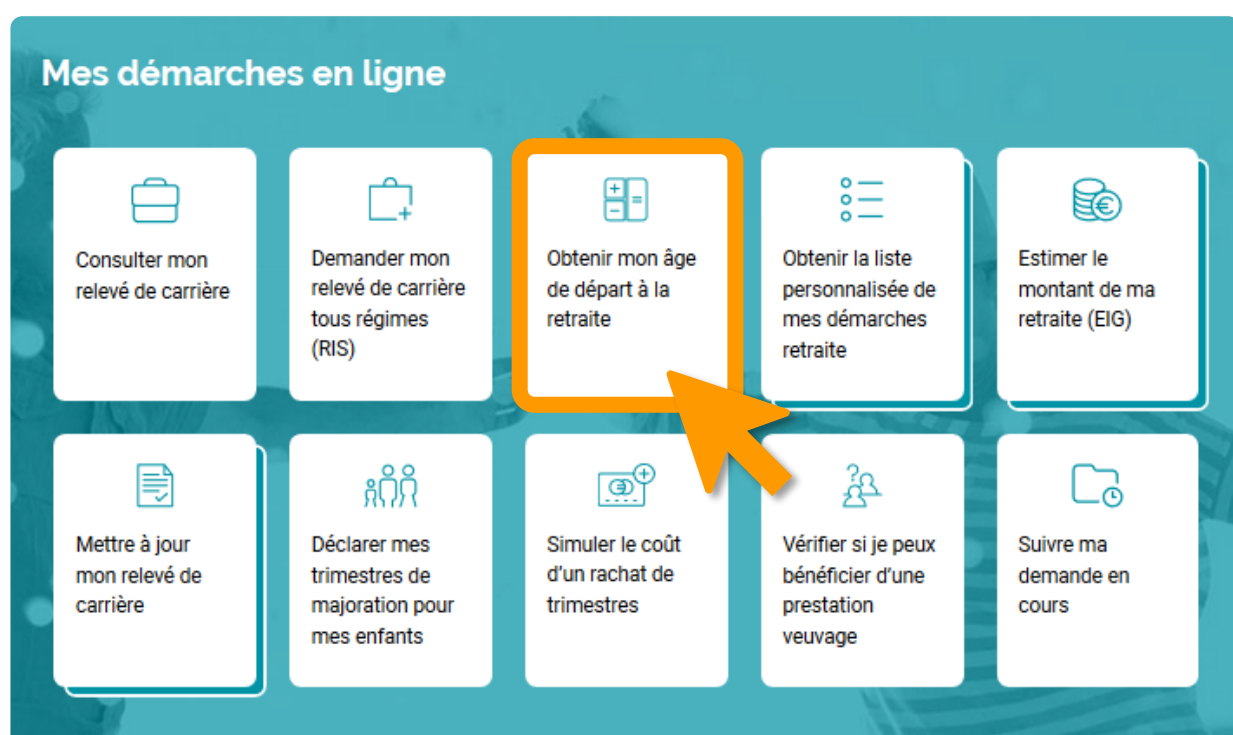 Mes démarches en ligne
Consulter mon
relevé de carrière
Demander mon
relevé de carrière
tous régimes
(RIS)
Obtenir mon âge
de départ à la
retraite
Obtenir la liste
personnalisée de
mes démarches
retraite
Estimer le
montant de ma
retraite (EIG)
Mettre à jour
mon relevé de
carrière
Déclarer mes
trimestres de
majoration pour
mes enfants
Simuler le coût
d'un rachat de
trimestres
Vérifier si je peux
bénéficier d'une
prestation
veuvage
Suivre ma
demande en
cours